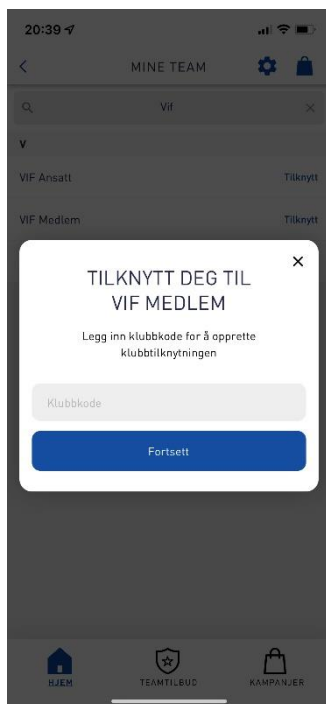 20:39
MINE TEAM
Vif
V
VIF Ansatt Tilknytt
VIF Medlem Tilknytt
TILKNYTT DEG TIL
VIF MEDLEM
Legg inn klubbkode for å opprette
klubbtilknytningen
Klubbkode
Fortsett
HJEM TEAMTILBUD KAMPANJER